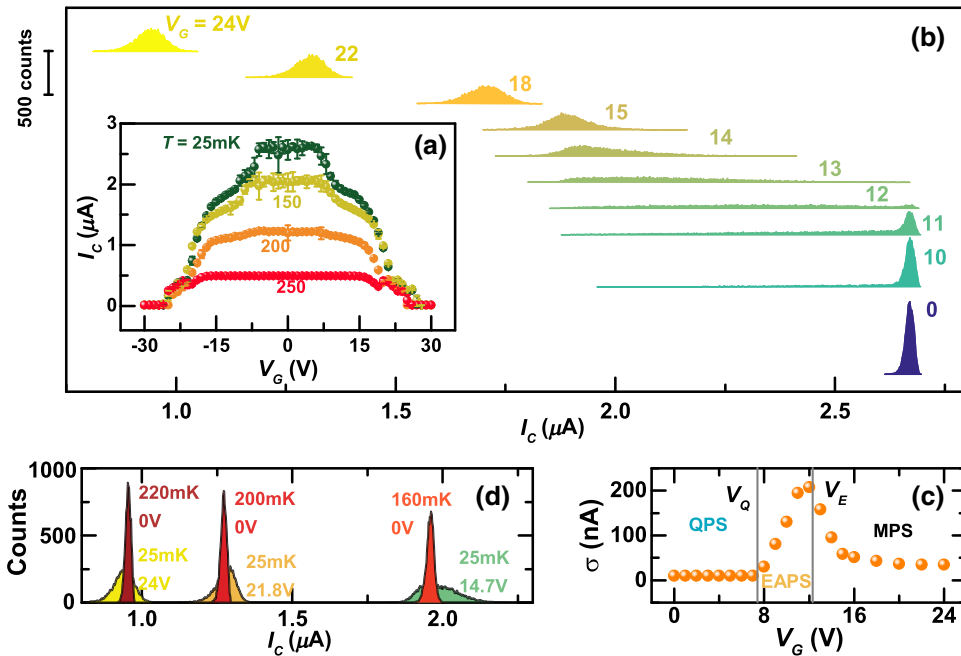 V_G = 24V
(b)
22
500 counts
18
15
14
13
12
11
10
0
(a)
T = 25mK
150
200
250
3
2
1
0
I_C (μA)
-30 -15 0 15 30
V_G (V)
1.0 1.5 2.0 2.5
I_C (μA)
(d)
1000
500
0
Counts
220mK
0V
200mK
0V
160mK
0V
25mK
24V
25mK
21.8V
25mK
14.7V
1.0 1.5 2.0
I_C (μA)
(c)
V_Q
V_E
QPS
EAPS
MPS
200
100
0
σ (nA)
0 8 16 24
V_G (V)